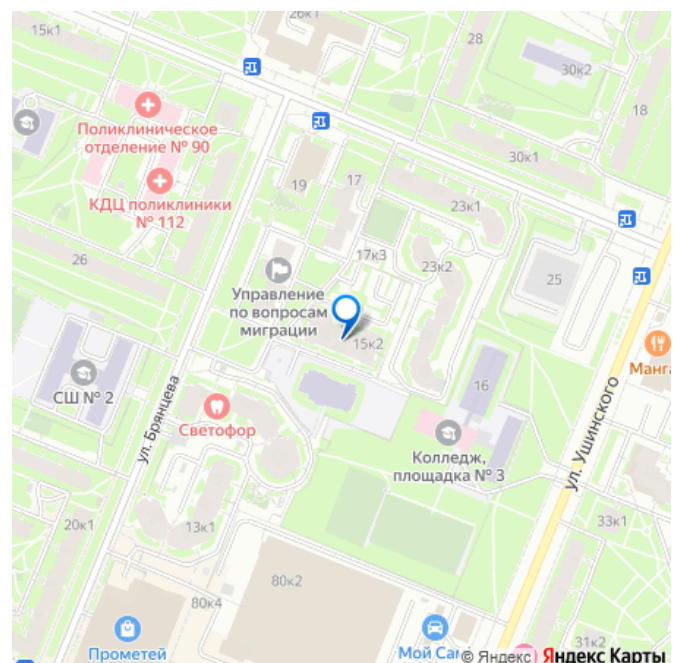 26к1
15к1
28
30к2
18
Поликлиническое
отделение № 90
30к1
19
17
КДЦ поликлиники
№ 112
23к1
17к3
26
23к2
25
Управление
по вопросам
миграции
15к2
Манга
СШ № 2
16
ул. Брянцева
Светофор
ул. Ушинского
Колледж,
площадка № 3
20к1
13к1
33к1
80к2
80к4
31к2
Прометей
Мой Сам
© Яндекс Яндекс Карты